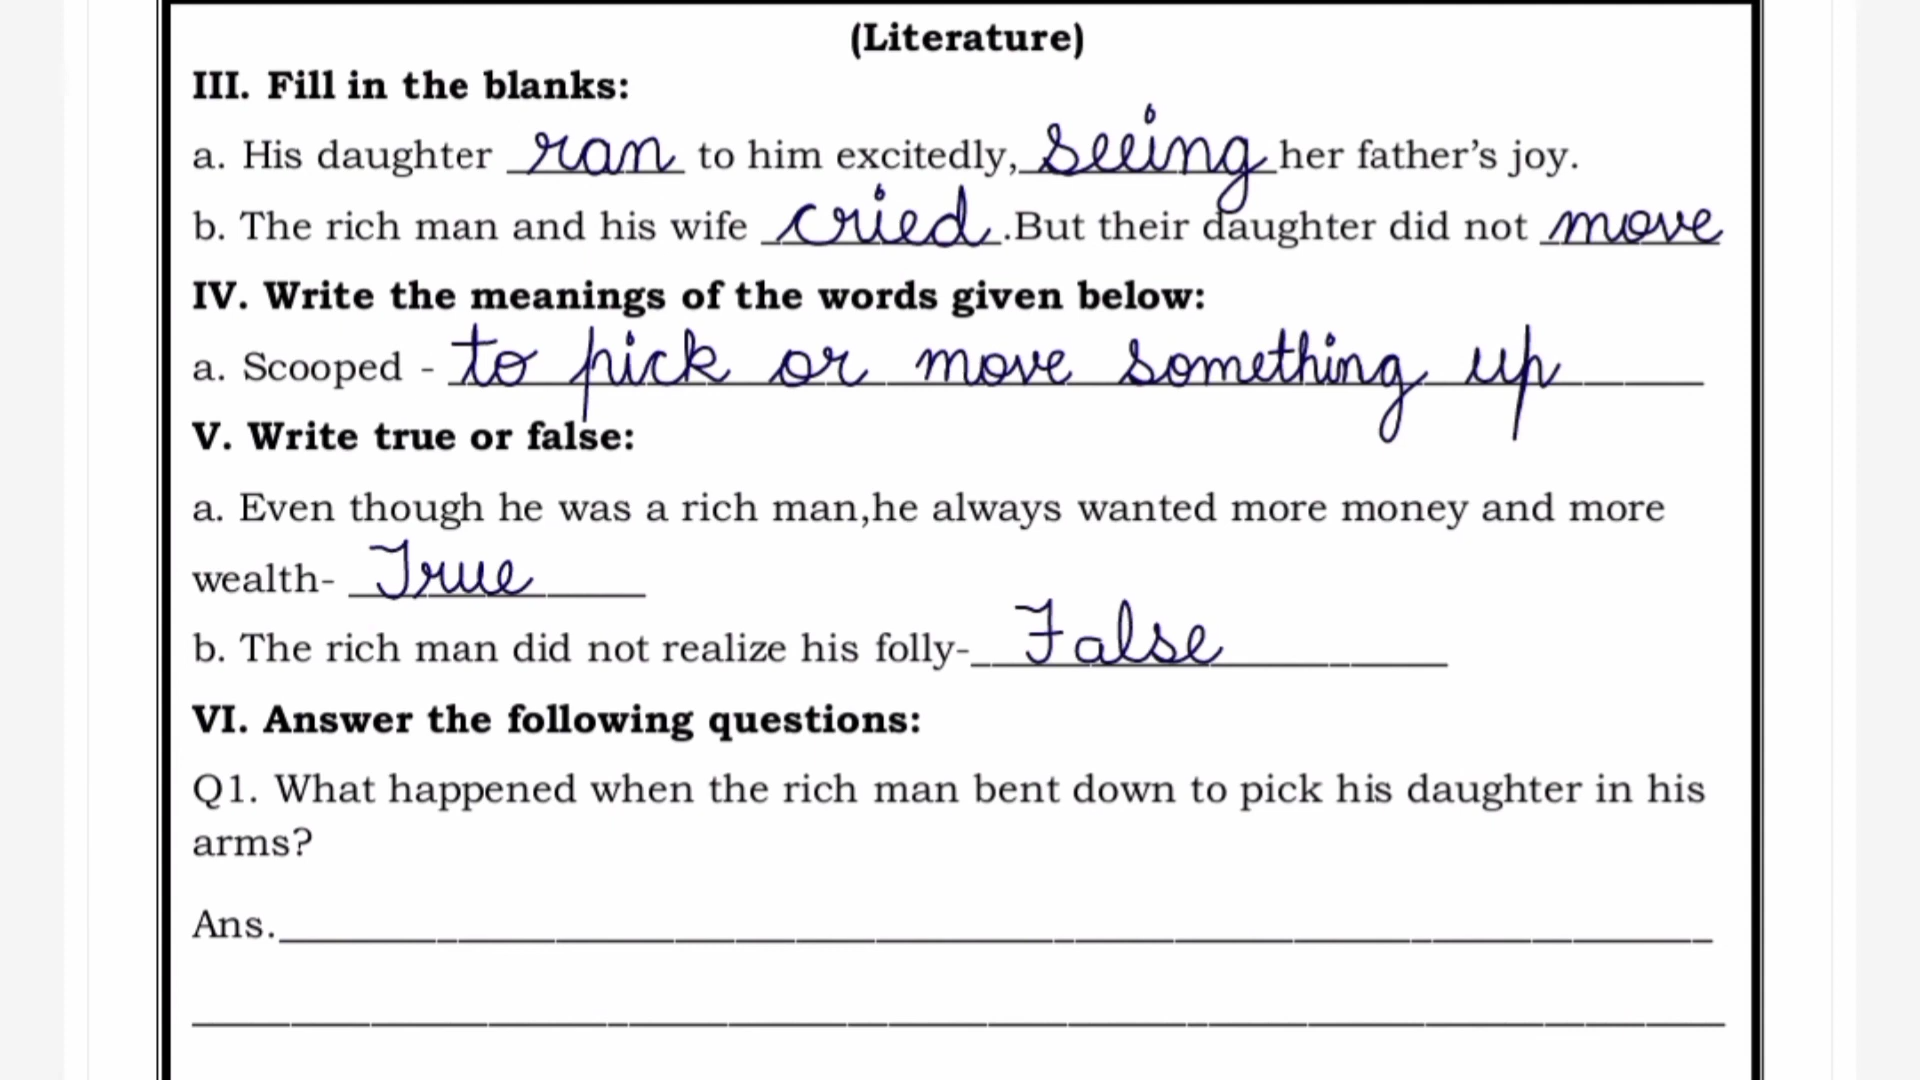 (Literature)
III. Fill in the blanks:
a. His daughter ran to him excitedly, seeing her father's joy.
b. The rich man and his wife cried.But their daughter did not move
IV. Write the meanings of the words given below:
a. Scooped - to pick or move something up
V. Write true or false:
a. Even though he was a rich man,he always wanted more money and more
wealth- True
b. The rich man did not realize his folly- False
VI. Answer the following questions:
Q1. What happened when the rich man bent down to pick his daughter in his
arms?
Ans.